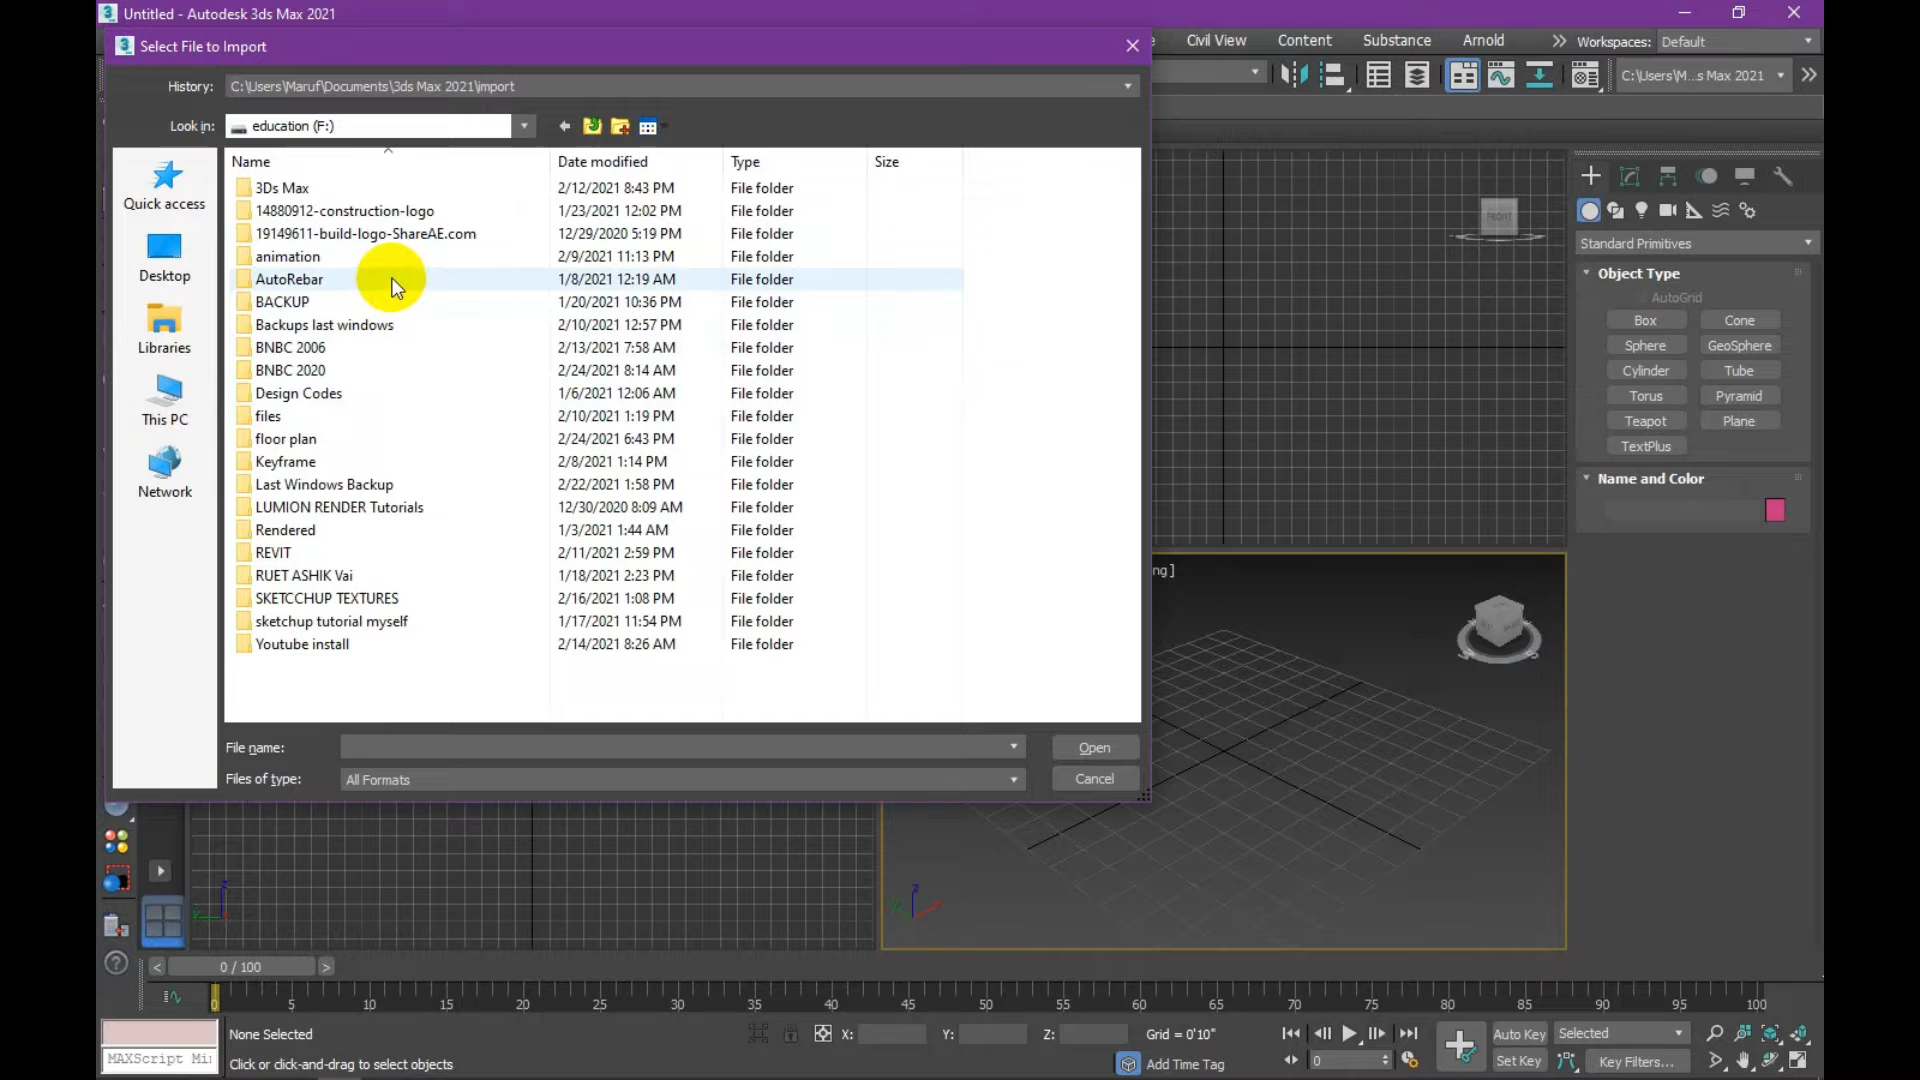 Untitled - Autodesk 3ds Max 2021
Select File to Import
Civil View Content Substance Arnold Workspaces: Default
History: C:\Users\Maruf\Documents\3ds Max 2021\import
C:\Users\M...s Max 2021
Look in: education (F:)
Name Date modified Type Size
3Ds Max 2/12/2021 8:43 PM File folder
14880912-construction-logo 1/23/2021 12:02 PM File folder
19149611-build-logo-ShareAE.com 12/29/2020 5:19 PM File folder
animation 2/9/2021 11:13 PM File folder
AutoRebar 1/8/2021 12:19 AM File folder
BACKUP 1/20/2021 10:36 PM File folder
Backups last windows 2/10/2021 12:57 PM File folder
BNBC 2006 2/13/2021 7:58 AM File folder
BNBC 2020 2/24/2021 8:14 AM File folder
Design Codes 1/6/2021 12:06 AM File folder
files 2/10/2021 1:19 PM File folder
floor plan 2/24/2021 6:43 PM File folder
Keyframe 2/8/2021 1:14 PM File folder
Last Windows Backup 2/22/2021 1:58 PM File folder
LUMION RENDER Tutorials 12/30/2020 8:09 AM File folder
Rendered 1/3/2021 1:44 AM File folder
REVIT 2/11/2021 2:59 PM File folder
RUET ASHIK Vai 1/18/2021 2:23 PM File folder
SKETCCHUP TEXTURES 2/16/2021 1:08 PM File folder
sketchup tutorial myself 1/17/2021 11:54 PM File folder
Youtube install 2/14/2021 8:26 AM File folder
Quick access
Desktop
Libraries
This PC
Network
File name: Open
Files of type: All Formats Cancel
FRONT
ng ]
Standard Primitives
Object Type
AutoGrid
Box Cone
Sphere GeoSphere
Cylinder Tube
Torus Pyramid
Teapot Plane
TextPlus
Name and Color
z
y
z
< 0 / 100 >
0 5 10 15 20 25 30 35 40 45 50 55 60 65 70 75 80 85 90 95 100
None Selected X: Y: Z: Grid = 0'10" Auto Key Selected
MAXScript Mi: Click or click-and-drag to select objects Add Time Tag 0 Set Key Key Filters...